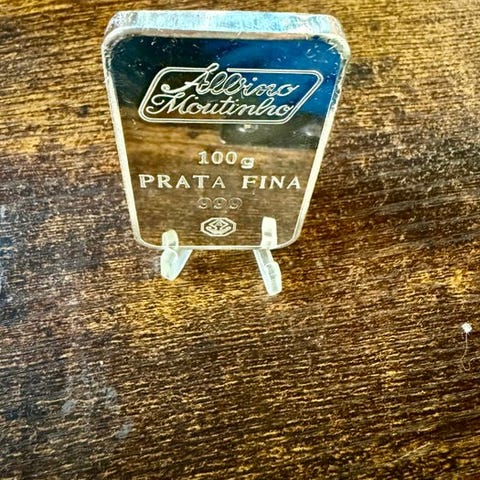 Albino
Moutinho
100g
PRATA FINA
999